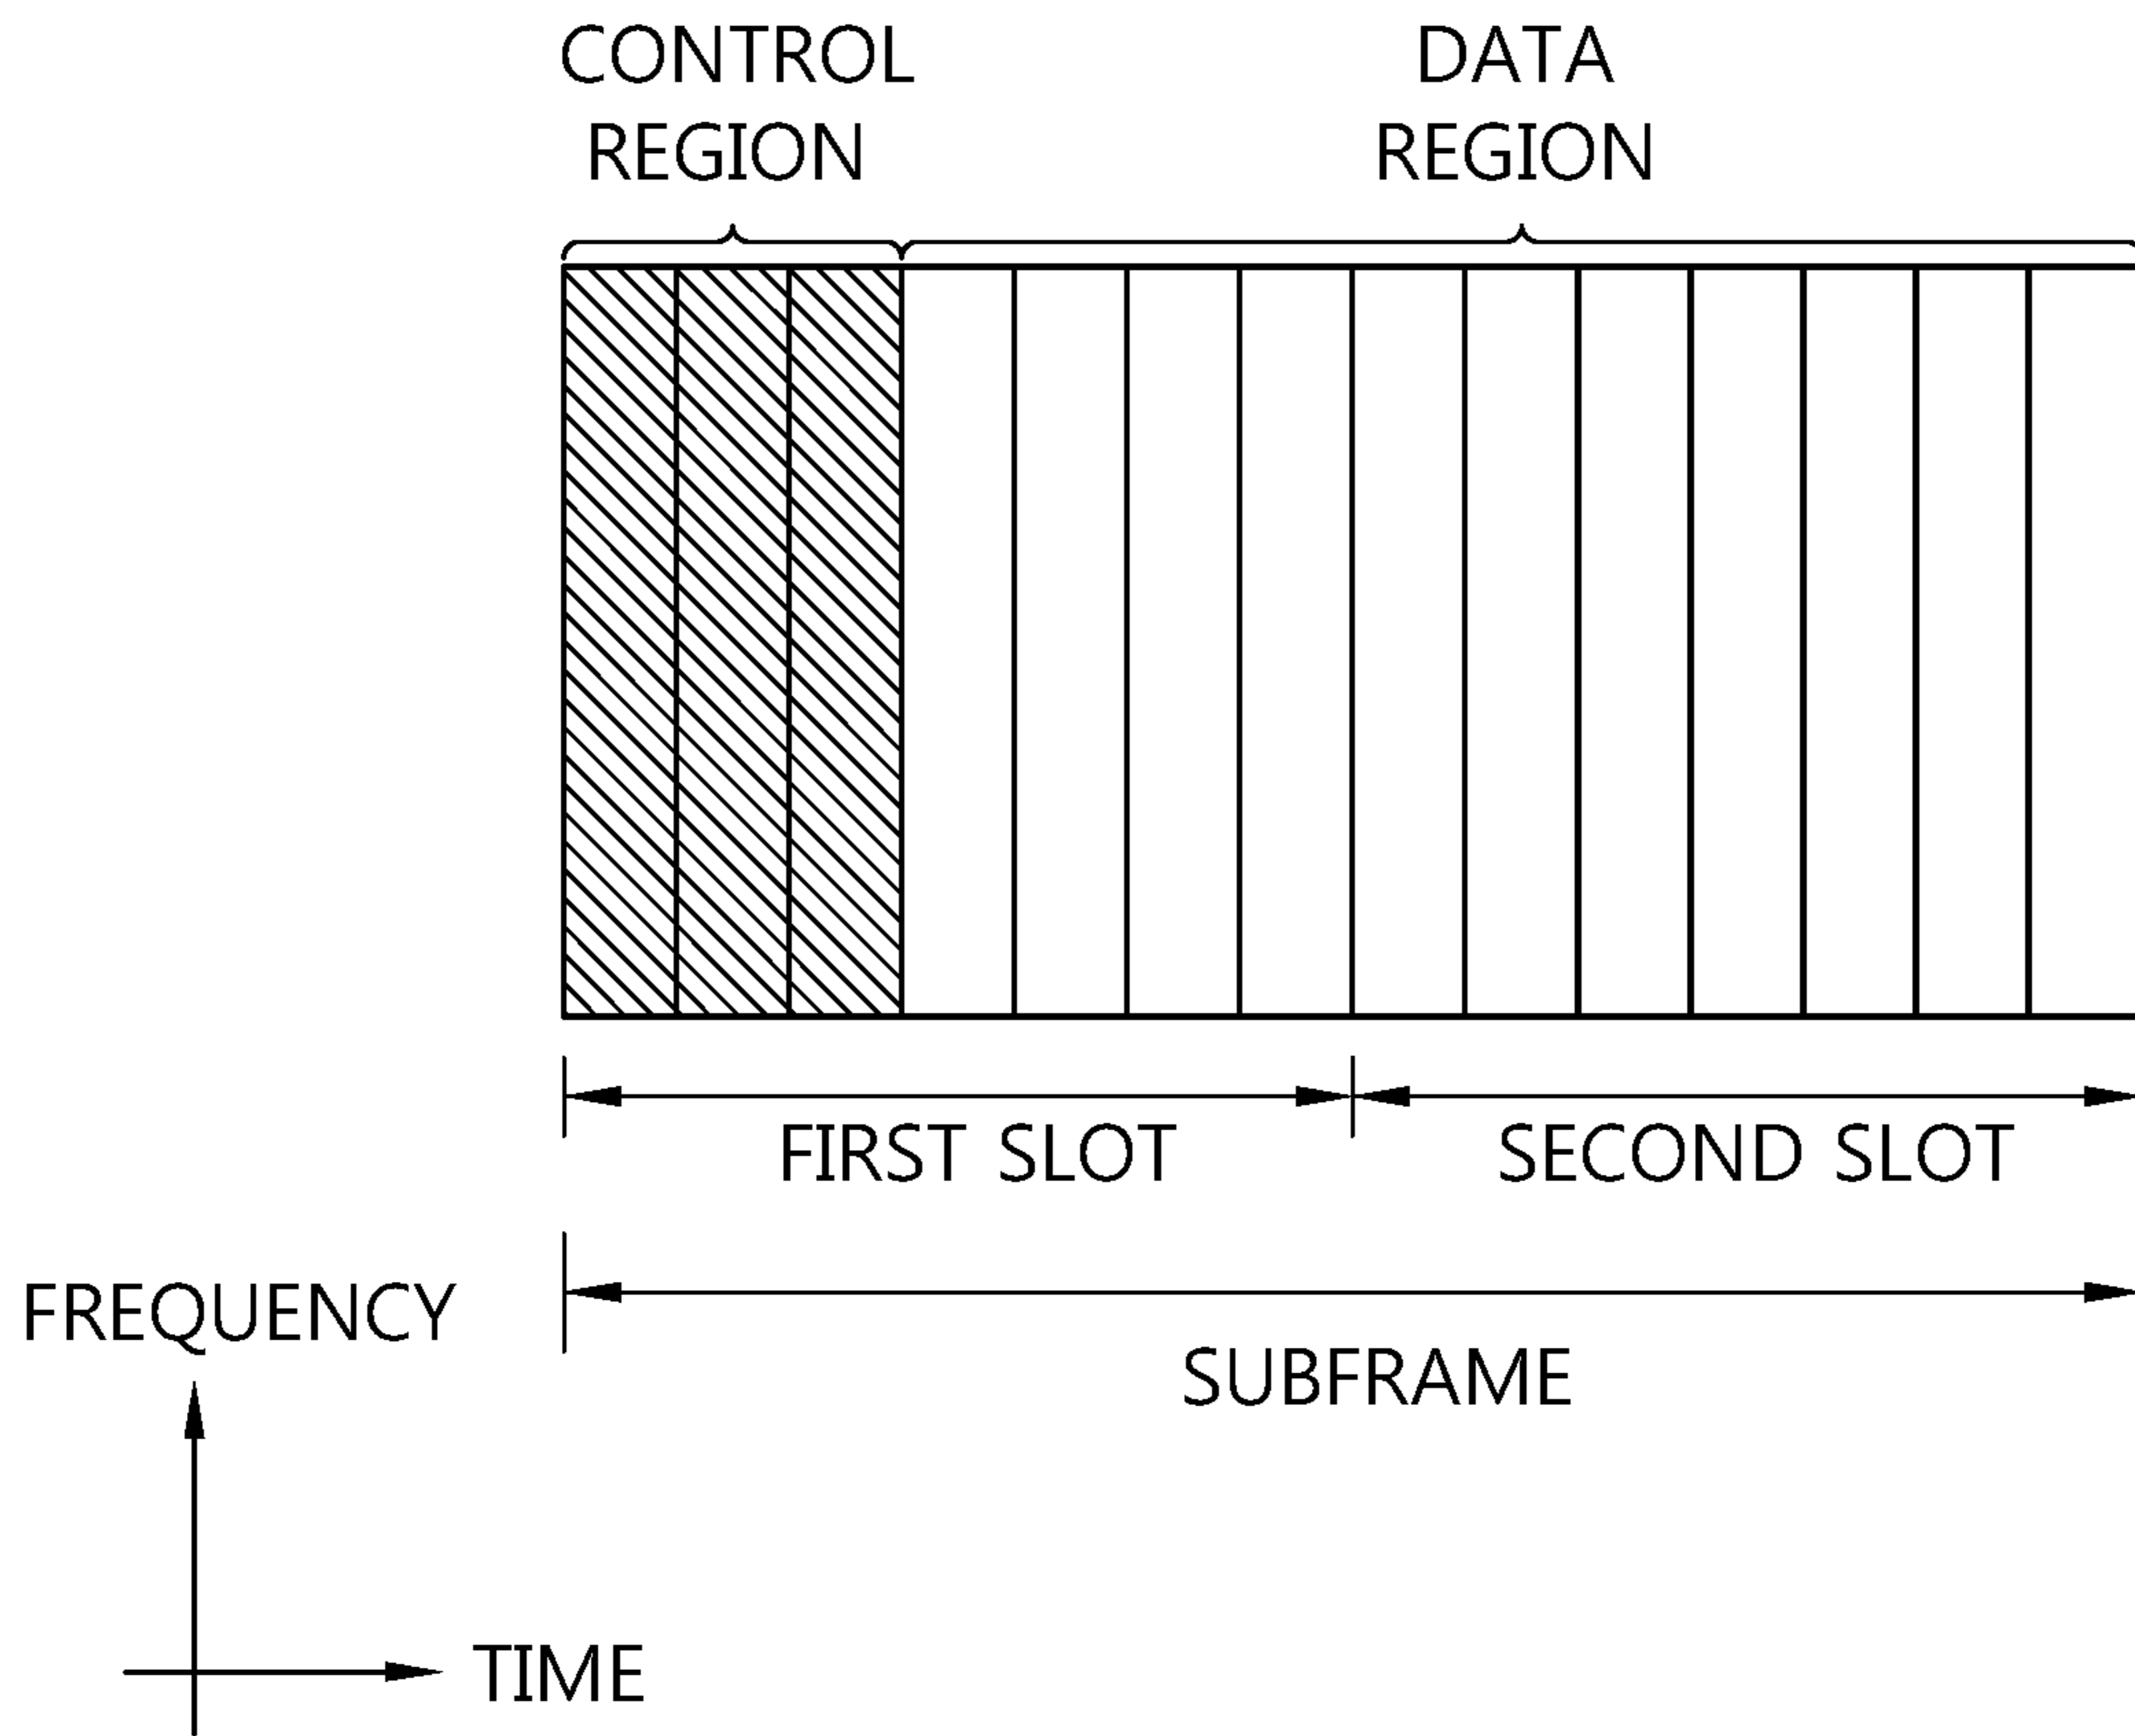 CONTROL
REGION
DATA
REGION
FIRST SLOT
SECOND SLOT
SUBFRAME
FREQUENCY
TIME